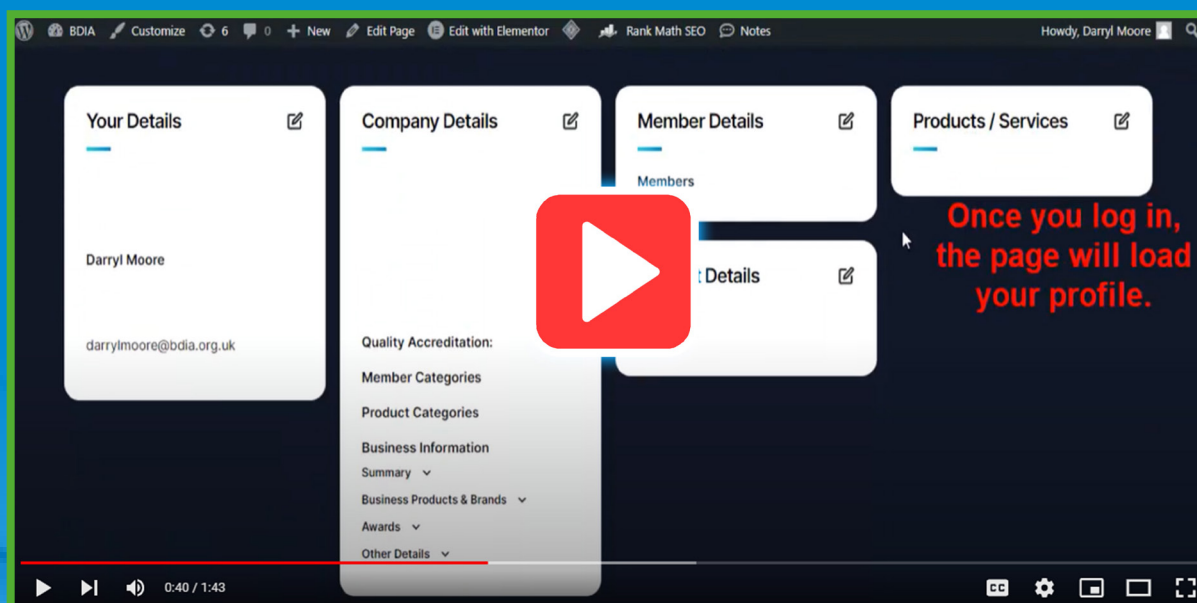 BDIA Customize 6 0 New Edit Page Edit with Elementor Rank Math SEO Notes Howdy, Darryl Moore
Your Details
Darryl Moore
darrylmoore@bdia.org.uk
Company Details
Quality Accreditation:
Member Categories
Product Categories
Business Information
Summary
Business Products & Brands
Awards
Other Details
Member Details
Members
Details
Products / Services
Once you log in,
the page will load
your profile.
0:40 / 1:43
CC